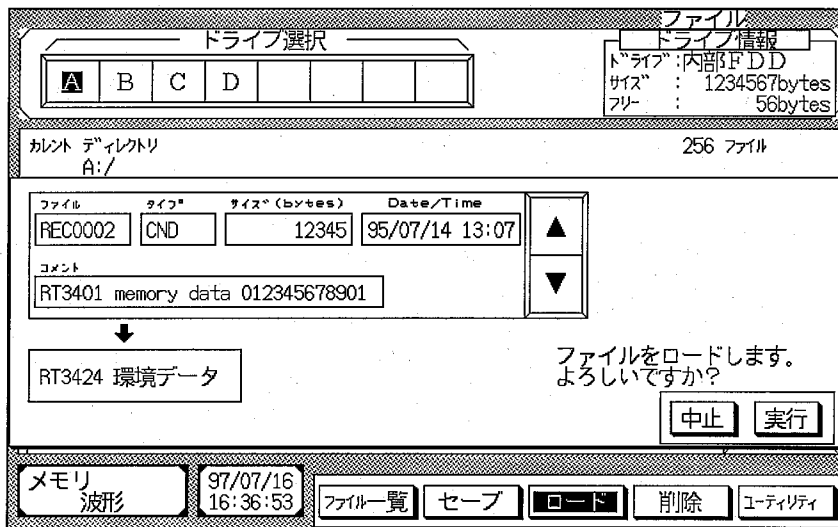 ファイル
ドライブ選択
A B C D
ドライブ情報
ﾄﾞﾗｲﾌﾞ:内部FDD
ｻｲｽﾞ : 1234567bytes
ﾌﾘｰ : 56bytes
ｶﾚﾝﾄ ﾃﾞｨﾚｸﾄﾘ
A:/
256 ﾌｧｲﾙ
ﾌｧｲﾙ ﾀｲﾌﾟ ｻｲｽﾞ(bytes) Date/Time
REC0002 CND 12345 95/07/14 13:07
▲
ｺﾒﾝﾄ
RT3401 memory data 012345678901
▼
RT3424 環境データ
ファイルをロードします。
よろしいですか?
中止 実行
メモリ
波形
97/07/16
16:36:53
ﾌｧｲﾙ一覧 セーブ ロード 削除 ﾕｰﾃｨﾘﾃｨ